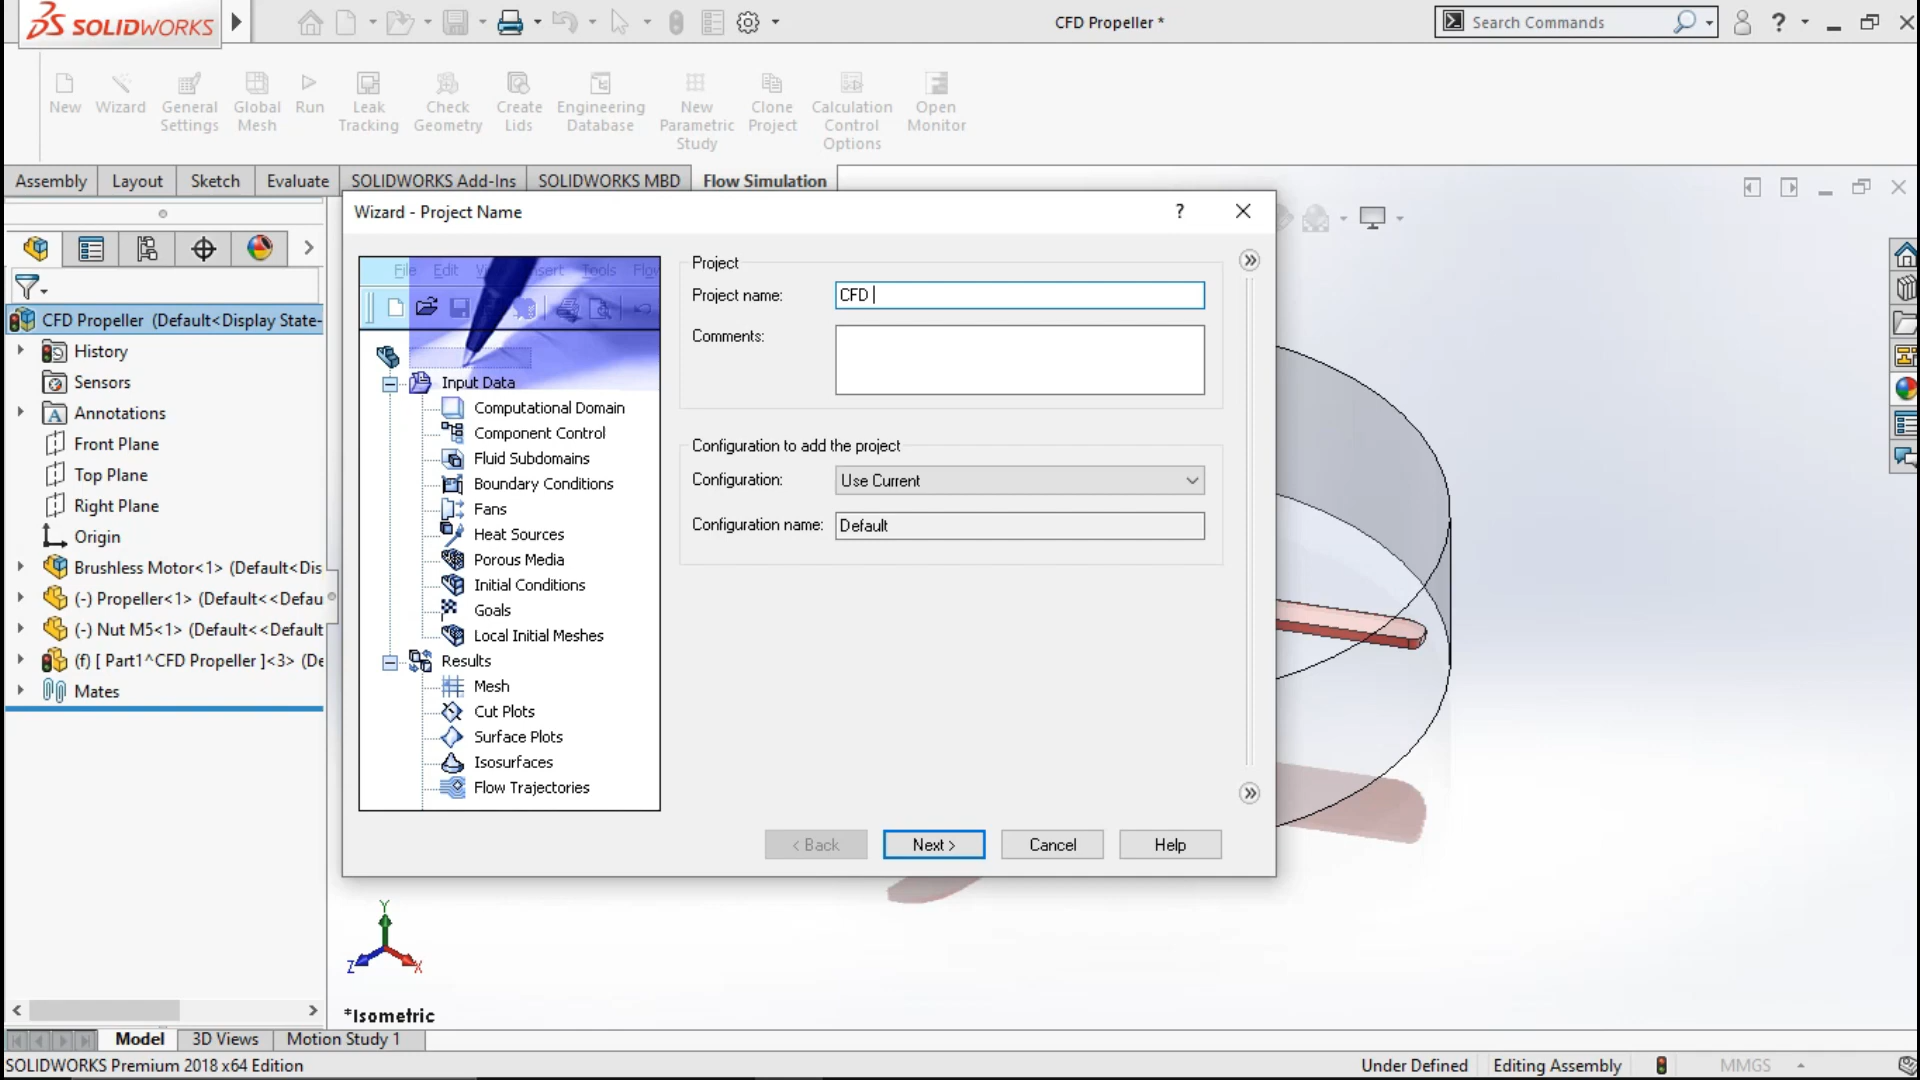 SOLIDWORKS
CFD Propeller *
Search Commands
?
New
Wizard
General
Settings
Global
Mesh
Run
Leak
Tracking
Check
Geometry
Create
Lids
Engineering
Database
New
Parametric
Study
Clone
Project
Calculation
Control
Options
Open
Monitor
Assembly
Layout
Sketch
Evaluate
SOLIDWORKS Add-Ins
SOLIDWORKS MBD
Flow Simulation
CFD Propeller (Default<Display State-
History
Sensors
Annotations
Front Plane
Top Plane
Right Plane
Origin
Brushless Motor<1> (Default<Dis
(-) Propeller<1> (Default<<Defau
(-) Nut M5<1> (Default<<Default
(f) [ Part1^CFD Propeller ]<3> (De
Mates
Wizard - Project Name
?
File Edit Insert Tools
Input Data
Computational Domain
Component Control
Fluid Subdomains
Boundary Conditions
Fans
Heat Sources
Porous Media
Initial Conditions
Goals
Local Initial Meshes
Results
Mesh
Cut Plots
Surface Plots
Isosurfaces
Flow Trajectories
Project
Project name: CFD
Comments:
Configuration to add the project
Configuration: Use Current
Configuration name: Default
< Back
Next >
Cancel
Help
Y
Z
X
*Isometric
Model
3D Views
Motion Study 1
SOLIDWORKS Premium 2018 x64 Edition
Under Defined
Editing Assembly
MMGS